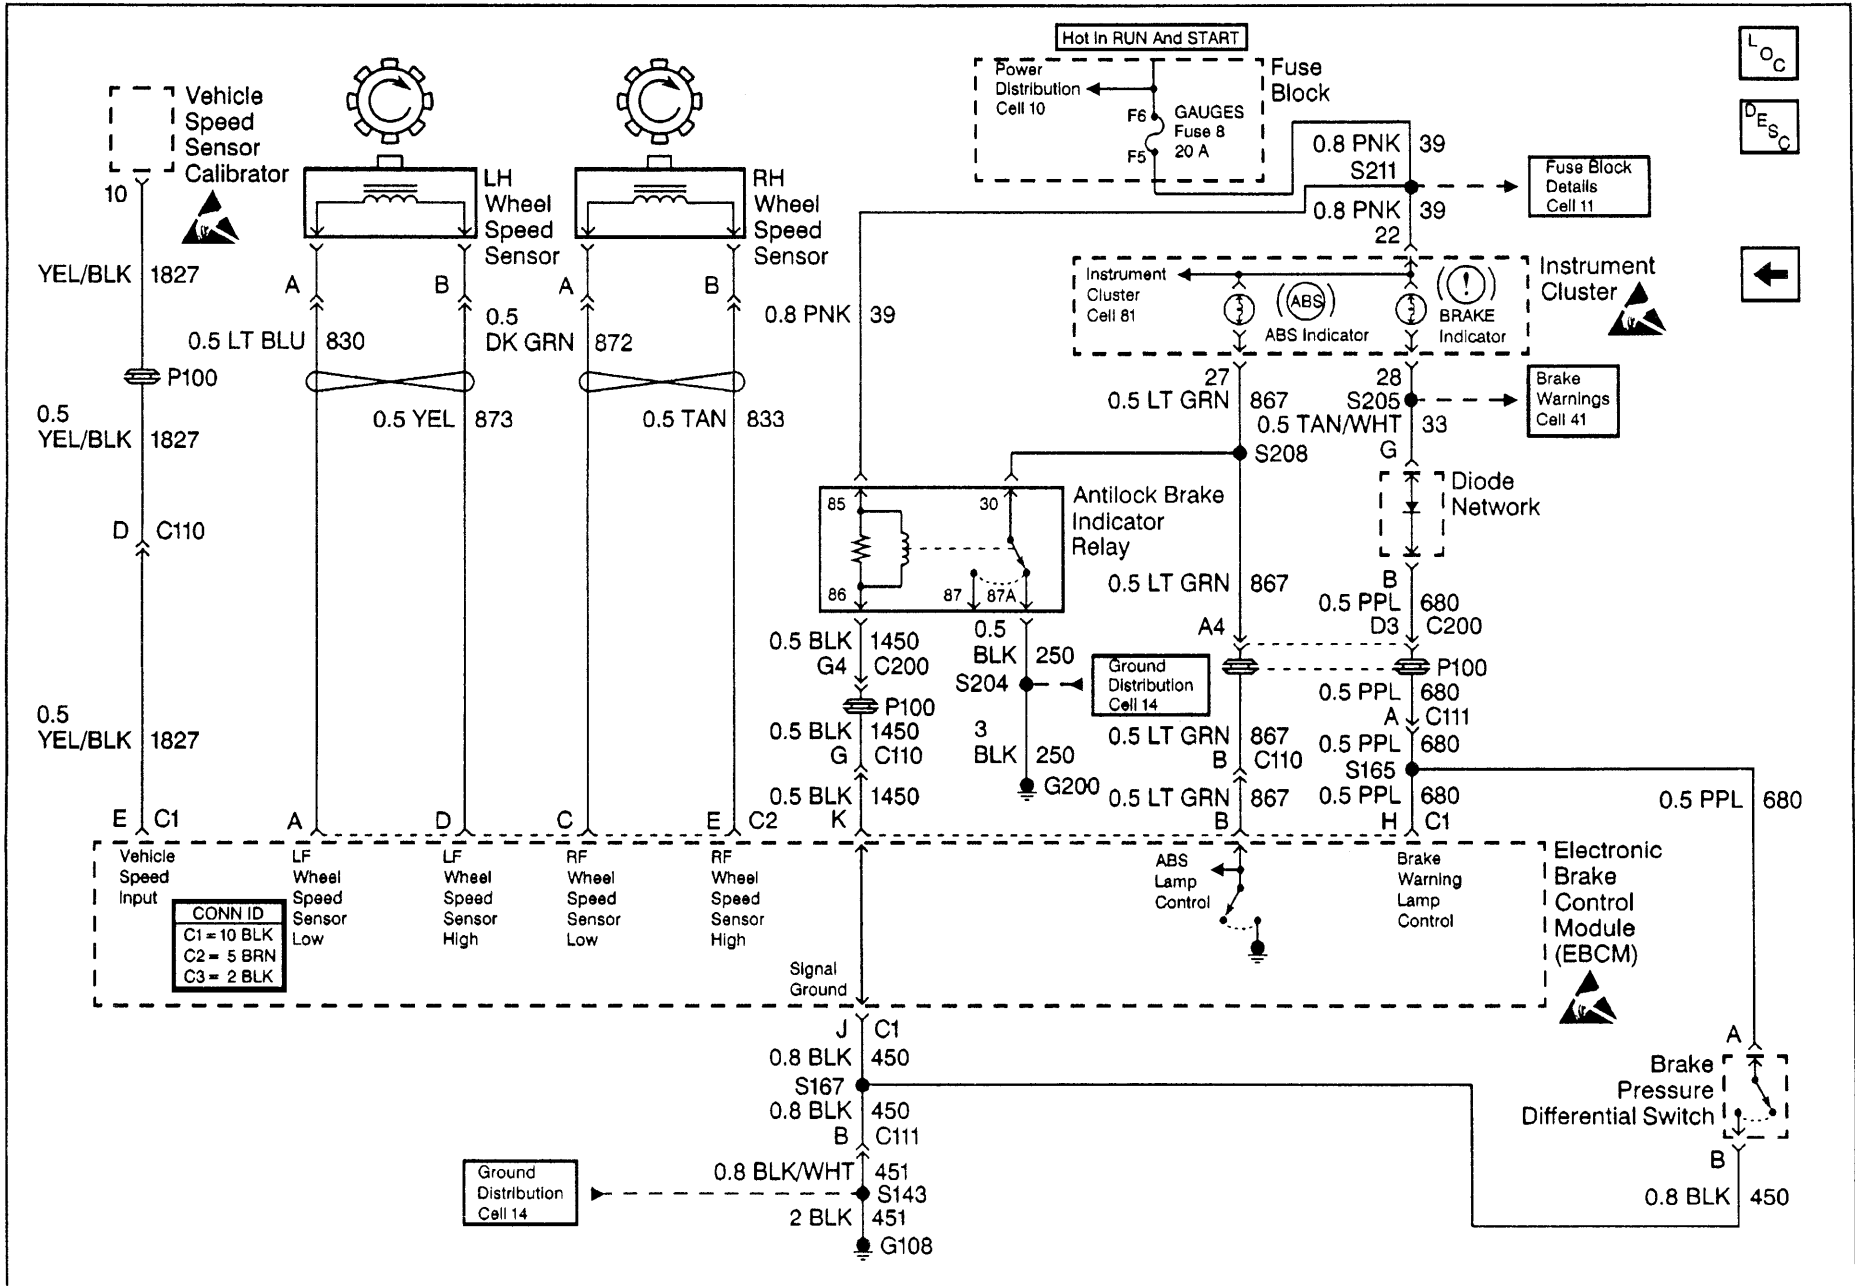 Hot In RUN And START
LOC
DESC
Power
Distribution
Cell 10
F6
F5
GAUGES
Fuse 8
20 A
Fuse
Block
0.8 PNK 39
S211
0.8 PNK 39
22
Fuse Block
Details
Cell 11
Vehicle
Speed
Sensor
Calibrator
10
LH
Wheel
Speed
Sensor
RH
Wheel
Speed
Sensor
A
B
A
B
YEL/BLK 1827
0.5 LT BLU 830
0.5
DK GRN 872
0.8 PNK 39
P100
0.5
YEL/BLK 1827
0.5 YEL 873
0.5 TAN 833
Instrument
Cluster
Cell 81
(ABS)
ABS Indicator
(!)
BRAKE
Indicator
Instrument
Cluster
27
0.5 LT GRN 867
28
S205
0.5 TAN/WHT 33
G
Brake
Warnings
Cell 41
S208
D C110
85
30
86
87
87A
Antilock Brake
Indicator
Relay
Diode
Network
B
0.5 LT GRN 867
0.5 PPL 680
A4
D3 C200
P100
0.5 BLK 1450
G4 C200
P100
0.5 BLK 1450
G C110
0.5 BLK 1450
K
0.5
BLK 250
S204
Ground
Distribution
Cell 14
3
BLK 250
G200
0.5 LT GRN 867
B C110
0.5 LT GRN 867
B
0.5 PPL 680
A C111
0.5 PPL 680
S165
0.5 PPL 680
H C1
0.5 PPL 680
0.5
YEL/BLK 1827
E C1
A
D
C
E C2
Vehicle
Speed
Input
LF
Wheel
Speed
Sensor
Low
LF
Wheel
Speed
Sensor
High
RF
Wheel
Speed
Sensor
Low
RF
Wheel
Speed
Sensor
High
CONN ID
C1 = 10 BLK
C2 = 5 BRN
C3 = 2 BLK
Signal
Ground
ABS
Lamp
Control
Brake
Warning
Lamp
Control
Electronic
Brake
Control
Module
(EBCM)
J C1
0.8 BLK 450
S167
0.8 BLK 450
B C111
0.8 BLK/WHT 451
S143
2 BLK 451
G108
Ground
Distribution
Cell 14
A
Brake
Pressure
Differential Switch
B
0.8 BLK 450